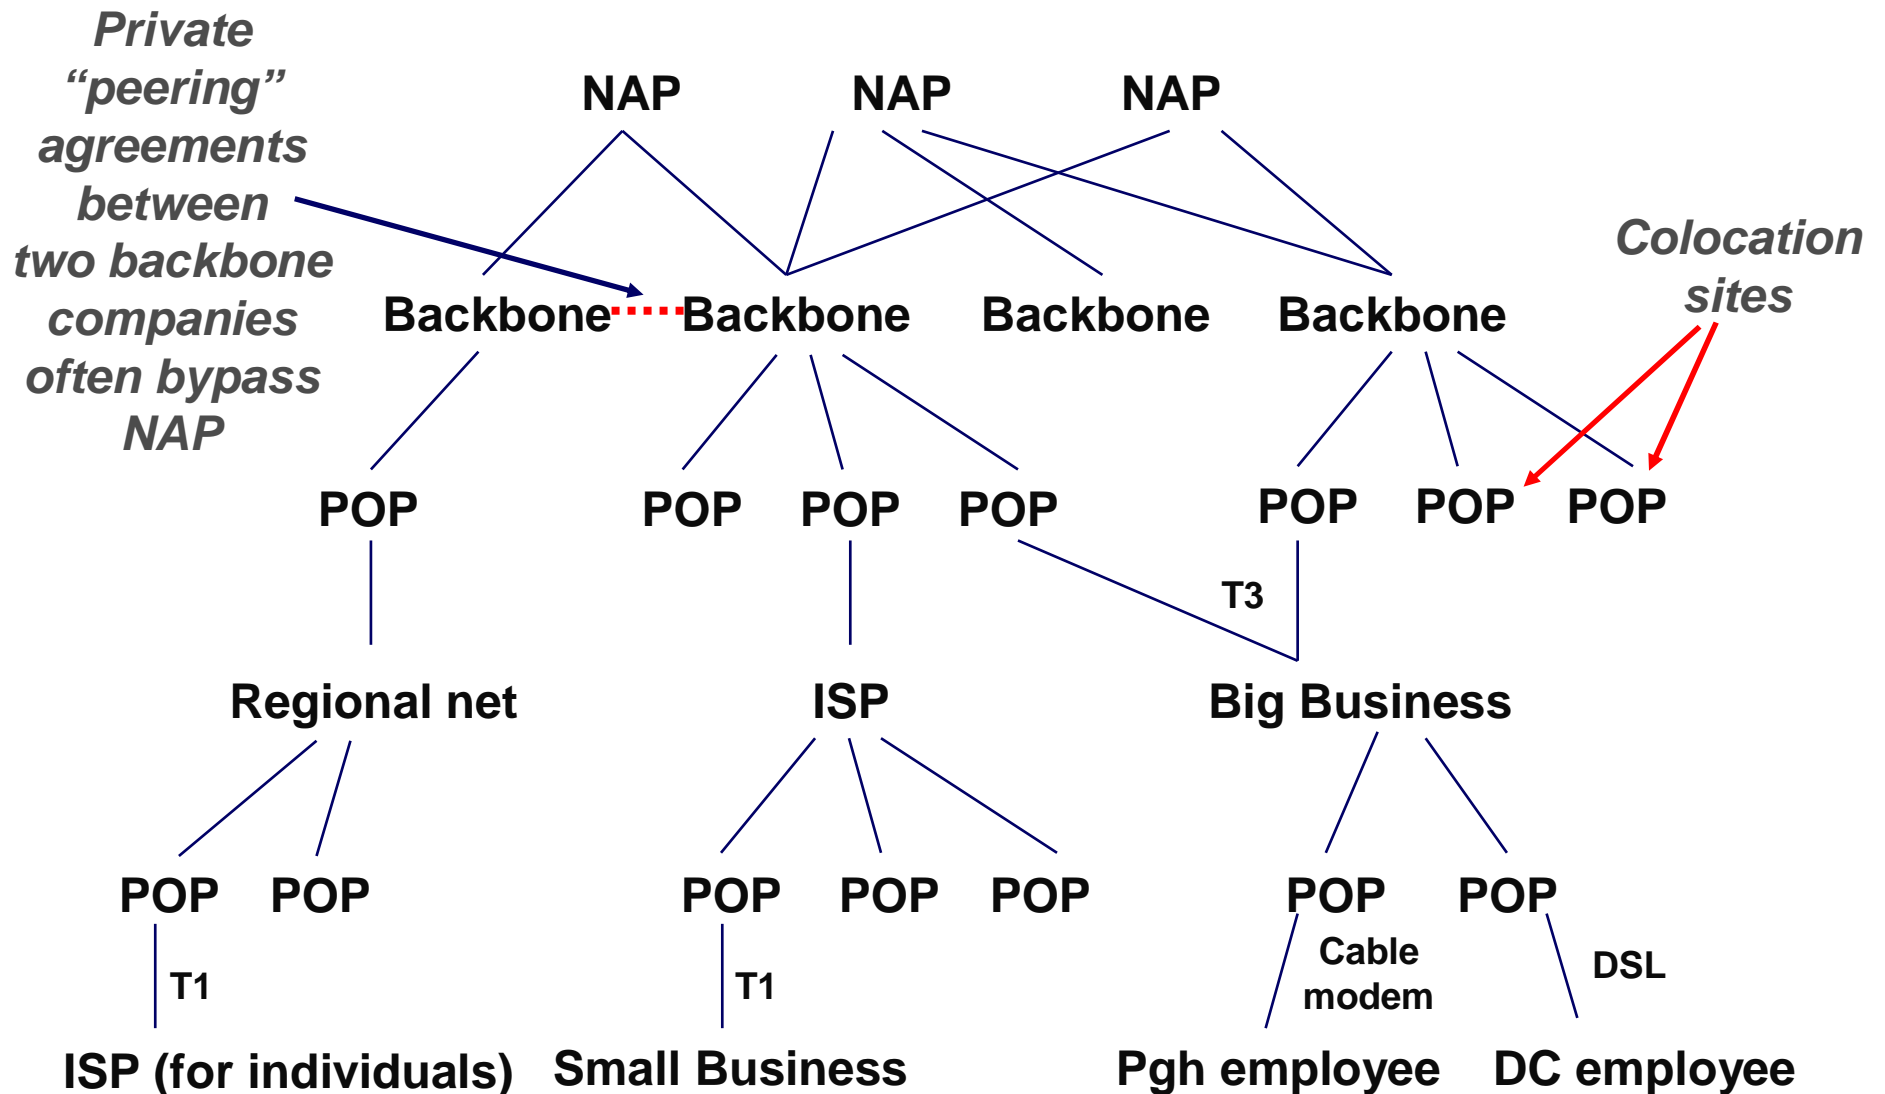 Private
“peering”
agreements
between
two backbone
companies
often bypass
NAP
NAP NAP NAP
Colocation
sites
Backbone Backbone Backbone Backbone
POP POP POP POP POP POP POP
T3
Regional net ISP Big Business
POP POP POP POP POP POP POP
T1 T1 Cable
modem DSL
ISP (for individuals) Small Business Pgh employee DC employee